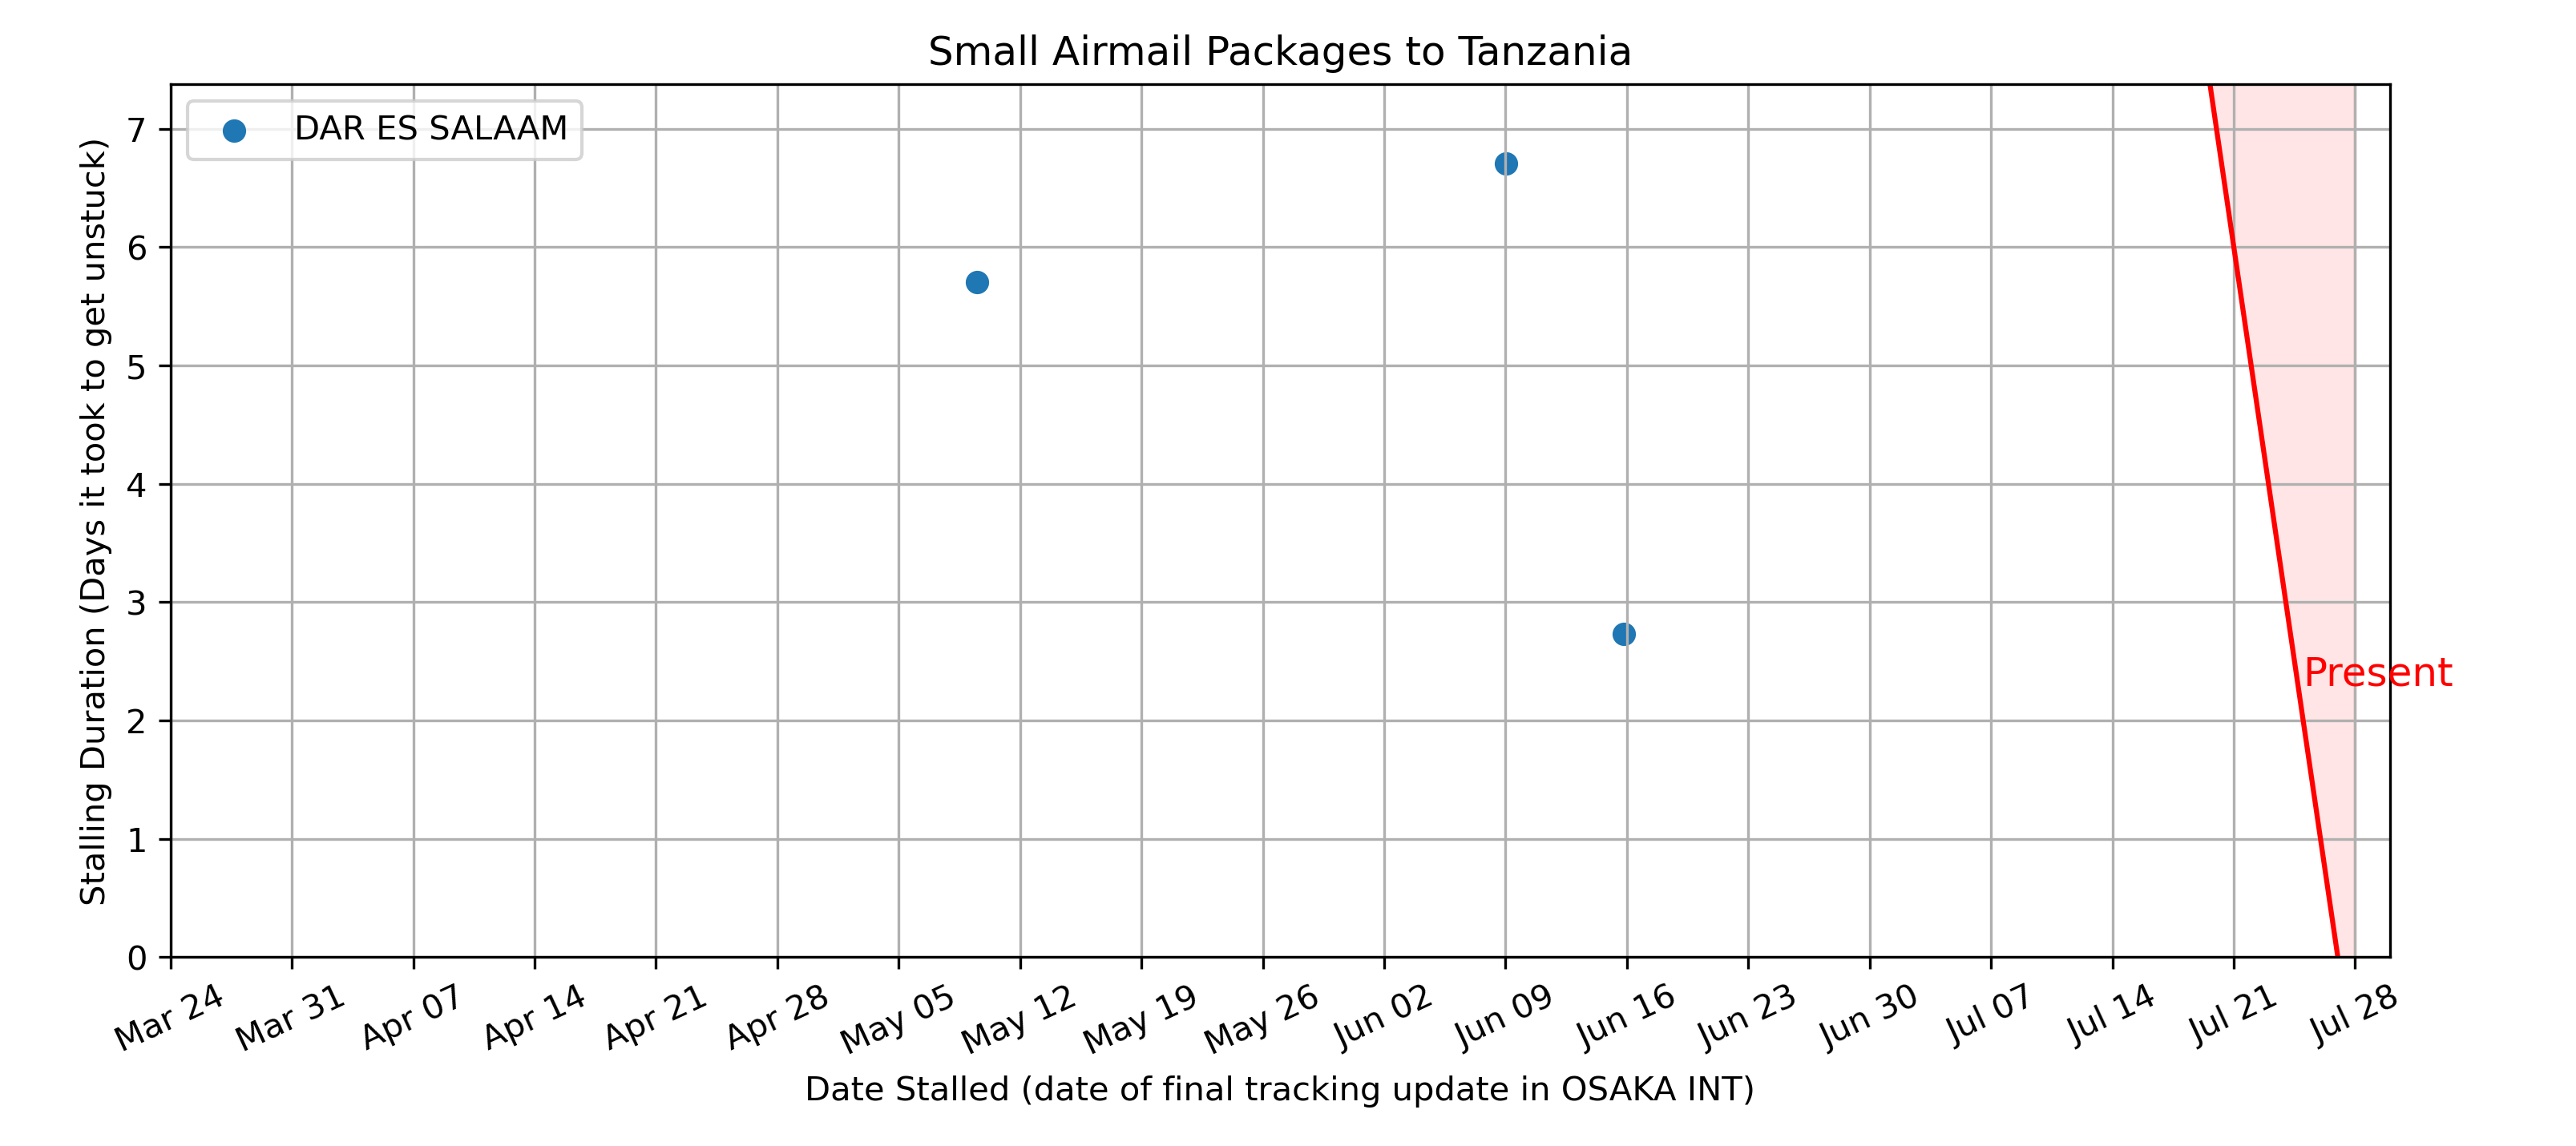 Small Airmail Packages to Tanzania
DAR ES SALAAM
Stalling Duration (Days it took to get unstuck)
7
6
5
4
3
2
1
0
Present
Mar 24 Mar 31 Apr 07 Apr 14 Apr 21 Apr 28 May 05 May 12 May 19 May 26 Jun 02 Jun 09 Jun 16 Jun 23 Jun 30 Jul 07 Jul 14 Jul 21 Jul 28
Date Stalled (date of final tracking update in OSAKA INT)